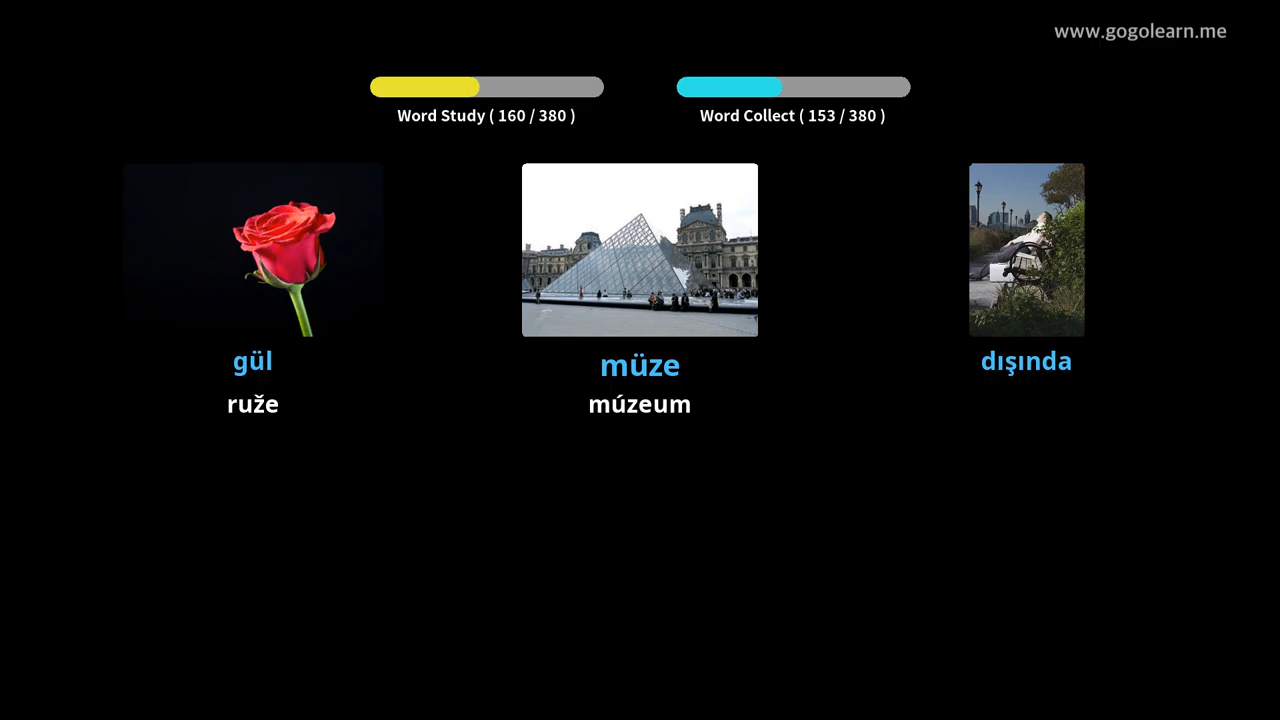 www.gogolearn.me
Word Study ( 160 / 380 )
Word Collect ( 153 / 380 )
gül
müze
dışında
ruže
múzeum